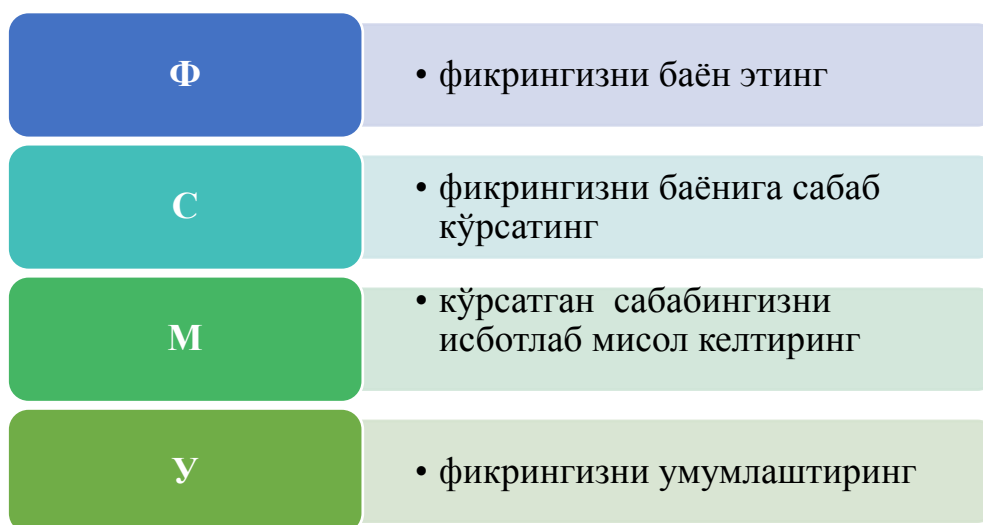 Ф
• фикрингизни баён этинг
С
• фикрингизни баёнига сабаб
кўрсатинг
М
• кўрсатган сабабингизни
исботлаб мисол келтиринг
У
• фикрингизни умумлаштиринг